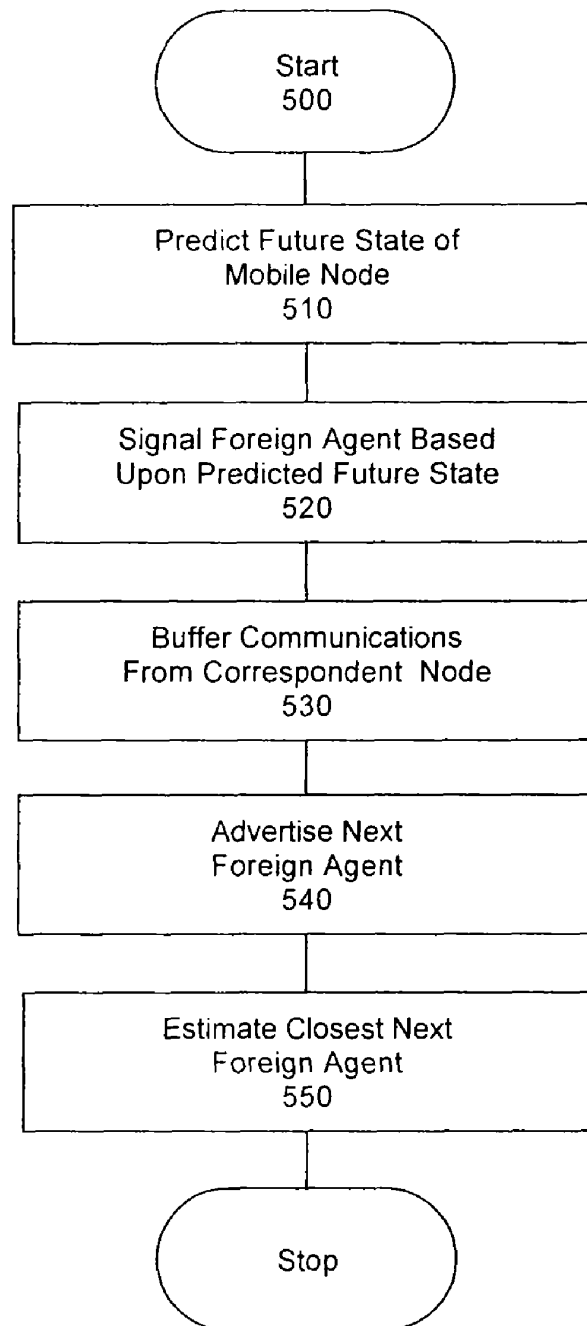 Start
500
Predict Future State of
Mobile Node
510
Signal Foreign Agent Based
Upon Predicted Future State
520
Buffer Communications
From Correspondent Node
530
Advertise Next
Foreign Agent
540
Estimate Closest Next
Foreign Agent
550
Stop